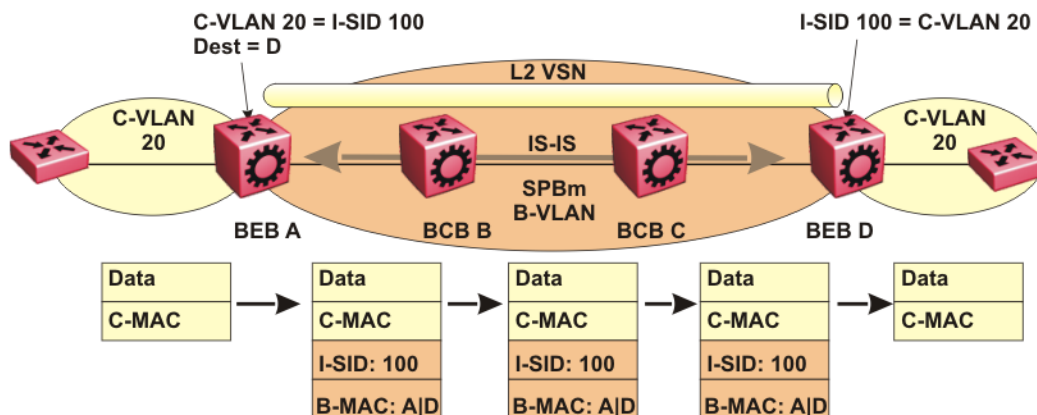 C-VLAN 20 = I-SID 100
Dest = D
I-SID 100 = C-VLAN 20
L2 VSN
C-VLAN
20
IS-IS
C-VLAN
20
SPBm
B-VLAN
BEB A
BCB B
BCB C
BEB D
Data
C-MAC
Data
C-MAC
I-SID: 100
B-MAC: A|D
Data
C-MAC
I-SID: 100
B-MAC: A|D
Data
C-MAC
I-SID: 100
B-MAC: A|D
Data
C-MAC